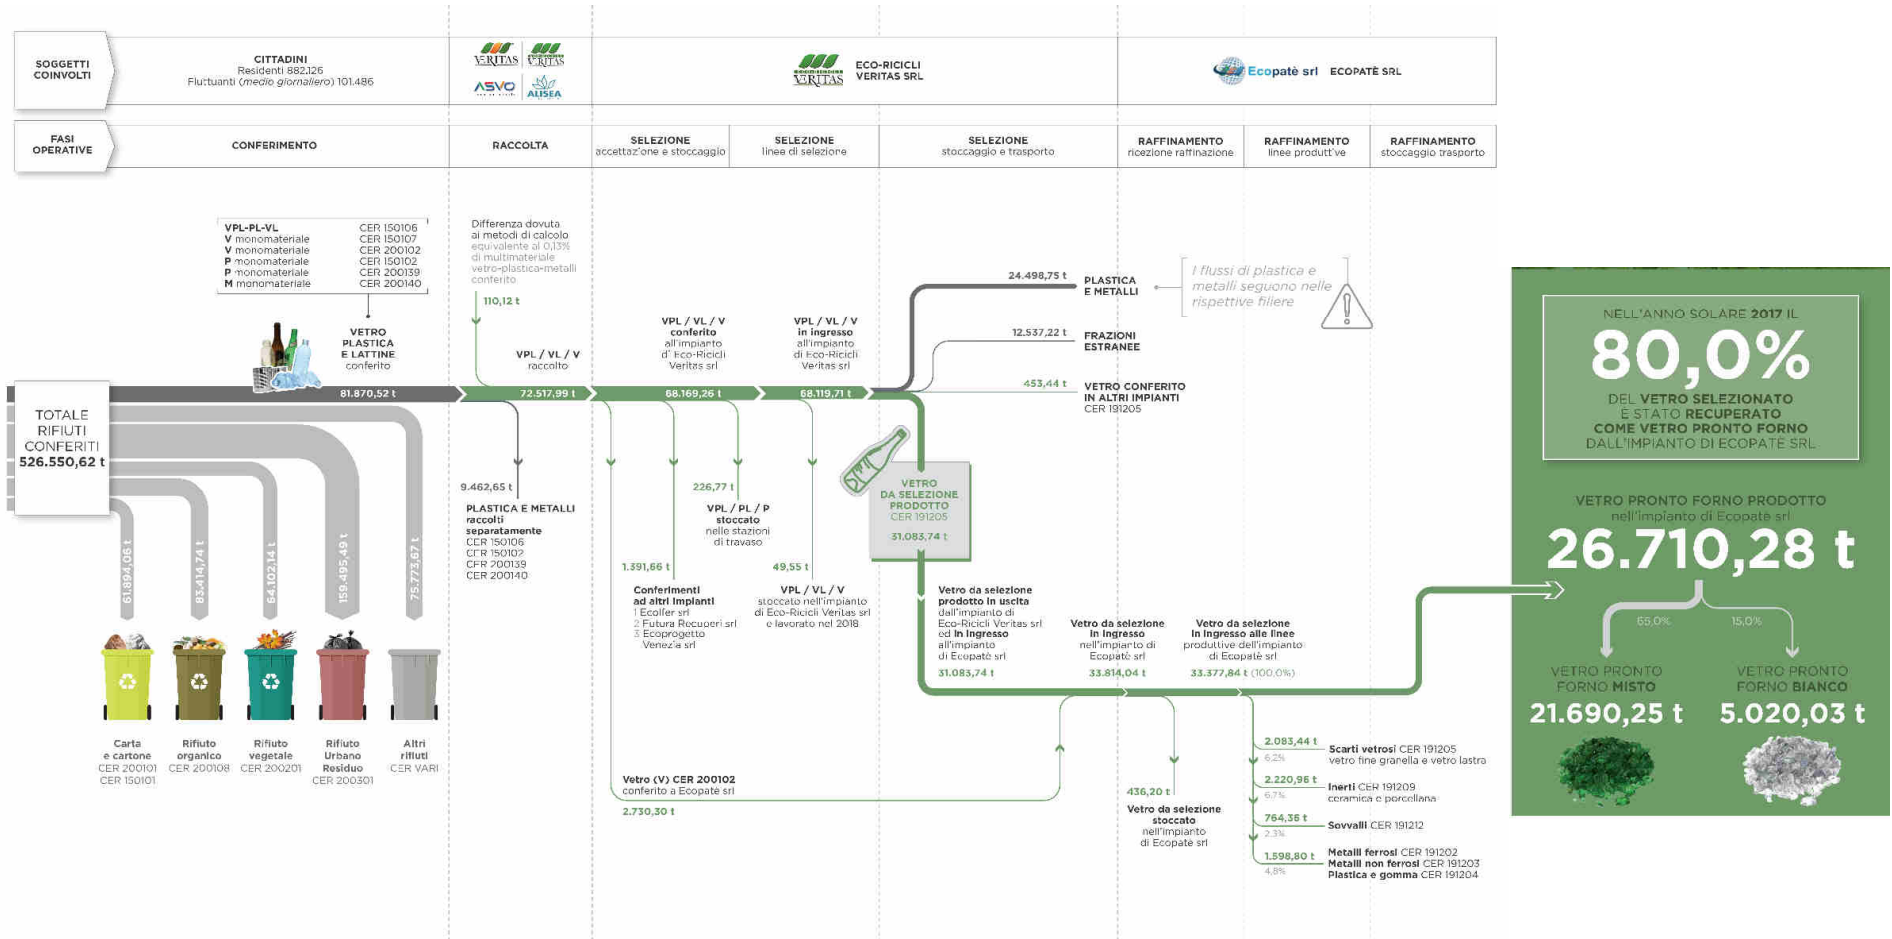 SOGGETTI
COINVOLTI
CITTADINI
Residenti 882.126
Fluttuanti (medio giornaliero) 101.486
VERITAS
VERITAS
ASVO
ALISEA
VERITAS
ECO-RICICLI
VERITAS SRL
Ecopatè srl
ECOPATÈ SRL
FASI
OPERATIVE
CONFERIMENTO
RACCOLTA
SELEZIONE
accettazione e stoccaggio
SELEZIONE
linee di selezione
SELEZIONE
stoccaggio e trasporto
RAFFINAMENTO
ricezione raffinazione
RAFFINAMENTO
linee produttive
RAFFINAMENTO
stoccaggio trasporto
VPL-PL-VL CER 150106
V monomateriale CER 150107
V monomateriale CER 200102
P monomateriale CER 150102
P monomateriale CER 200139
M monomateriale CER 200140
VETRO
PLASTICA
E LATTINE
conferito
81.870,52 t
Differenza dovuta
ai metodi di calcolo
equivalente al 0,13%
di multimateriale
vetro-plastica-metalli
conferito
110,12 t
VPL / VL / V
raccolto
72.517,99 t
VPL / VL / V
conferito
all'impianto
d' Eco-Ricicli
Veritas srl
68.169,26 t
VPL / VL / V
in ingresso
all'impianto
di Eco-Ricicli
Veritas srl
68.119,71 t
24.498,75 t
PLASTICA
E METALLI
I flussi di plastica e
metalli seguono nelle
rispettive filiere
12.537,22 t
FRAZIONI
ESTRANEE
453,44 t
VETRO CONFERITO
IN ALTRI IMPIANTI
CER 191205
TOTALE
RIFIUTI
CONFERITI
526.550,62 t
61.894,06 t
83.414,74 t
64.102,14 t
159.495,49 t
75.773,67 t
Carta
e cartone
CER 200101
CER 150101
Rifiuto
organico
CER 200108
Rifiuto
vegetale
CER 200201
Rifiuto
Urbano
Residuo
CER 200301
Altri
rifiuti
CER VARI
9.462,65 t
PLASTICA E METALLI
raccolti
separatamente
CER 150106
CER 150102
CER 200139
CER 200140
1.391,66 t
Conferimenti
ad altri impianti
1 Ecolfer srl
2 Futura Recuperi srl
3 Ecoprogetto
Venezia srl
226,77 t
VPL / PL / P
stoccato
nelle stazioni
di travaso
49,55 t
VPL / VL / V
stoccato nell'impianto
di Eco-Ricicli Veritas srl
e lavorato nel 2018
VETRO
DA SELEZIONE
PRODOTTO
CER 191205
31.083,74 t
Vetro da selezione
prodotto in uscita
dall'impianto di
Eco-Ricicli Veritas srl
ed in ingresso
all'impianto
di Ecopatè srl
31.083,74 t
Vetro da selezione
in ingresso
nell'impianto di
Ecopatè srl
33.814,04 t
Vetro da selezione
in ingresso alle linee
produttive dell'impianto
di Ecopatè srl
33.377,84 t (100,0%)
Vetro (V) CER 200102
conferito a Ecopatè srl
2.730,30 t
436,20 t
Vetro da selezione
stoccato
nell'impianto
di Ecopatè srl
2.083,44 t
6,2%
Scarti vetrosi CER 191205
vetro fine granella e vetro lastra
2.220,96 t
6,7%
Inerti CER 191209
ceramica e porcellana
764,36 t
2,3%
Sovvalli CER 191212
1.598,80 t
4,8%
Metalli ferrosi CER 191202
Metalli non ferrosi CER 191203
Plastica e gomma CER 191204
NELL'ANNO SOLARE 2017 IL
80,0%
DEL VETRO SELEZIONATO
È STATO RECUPERATO
COME VETRO PRONTO FORNO
DALL'IMPIANTO DI ECOPATÈ SRL
VETRO PRONTO FORNO PRODOTTO
nell'impianto di Ecopatè srl
26.710,28 t
65,0%
15,0%
VETRO PRONTO
FORNO MISTO
21.690,25 t
VETRO PRONTO
FORNO BIANCO
5.020,03 t